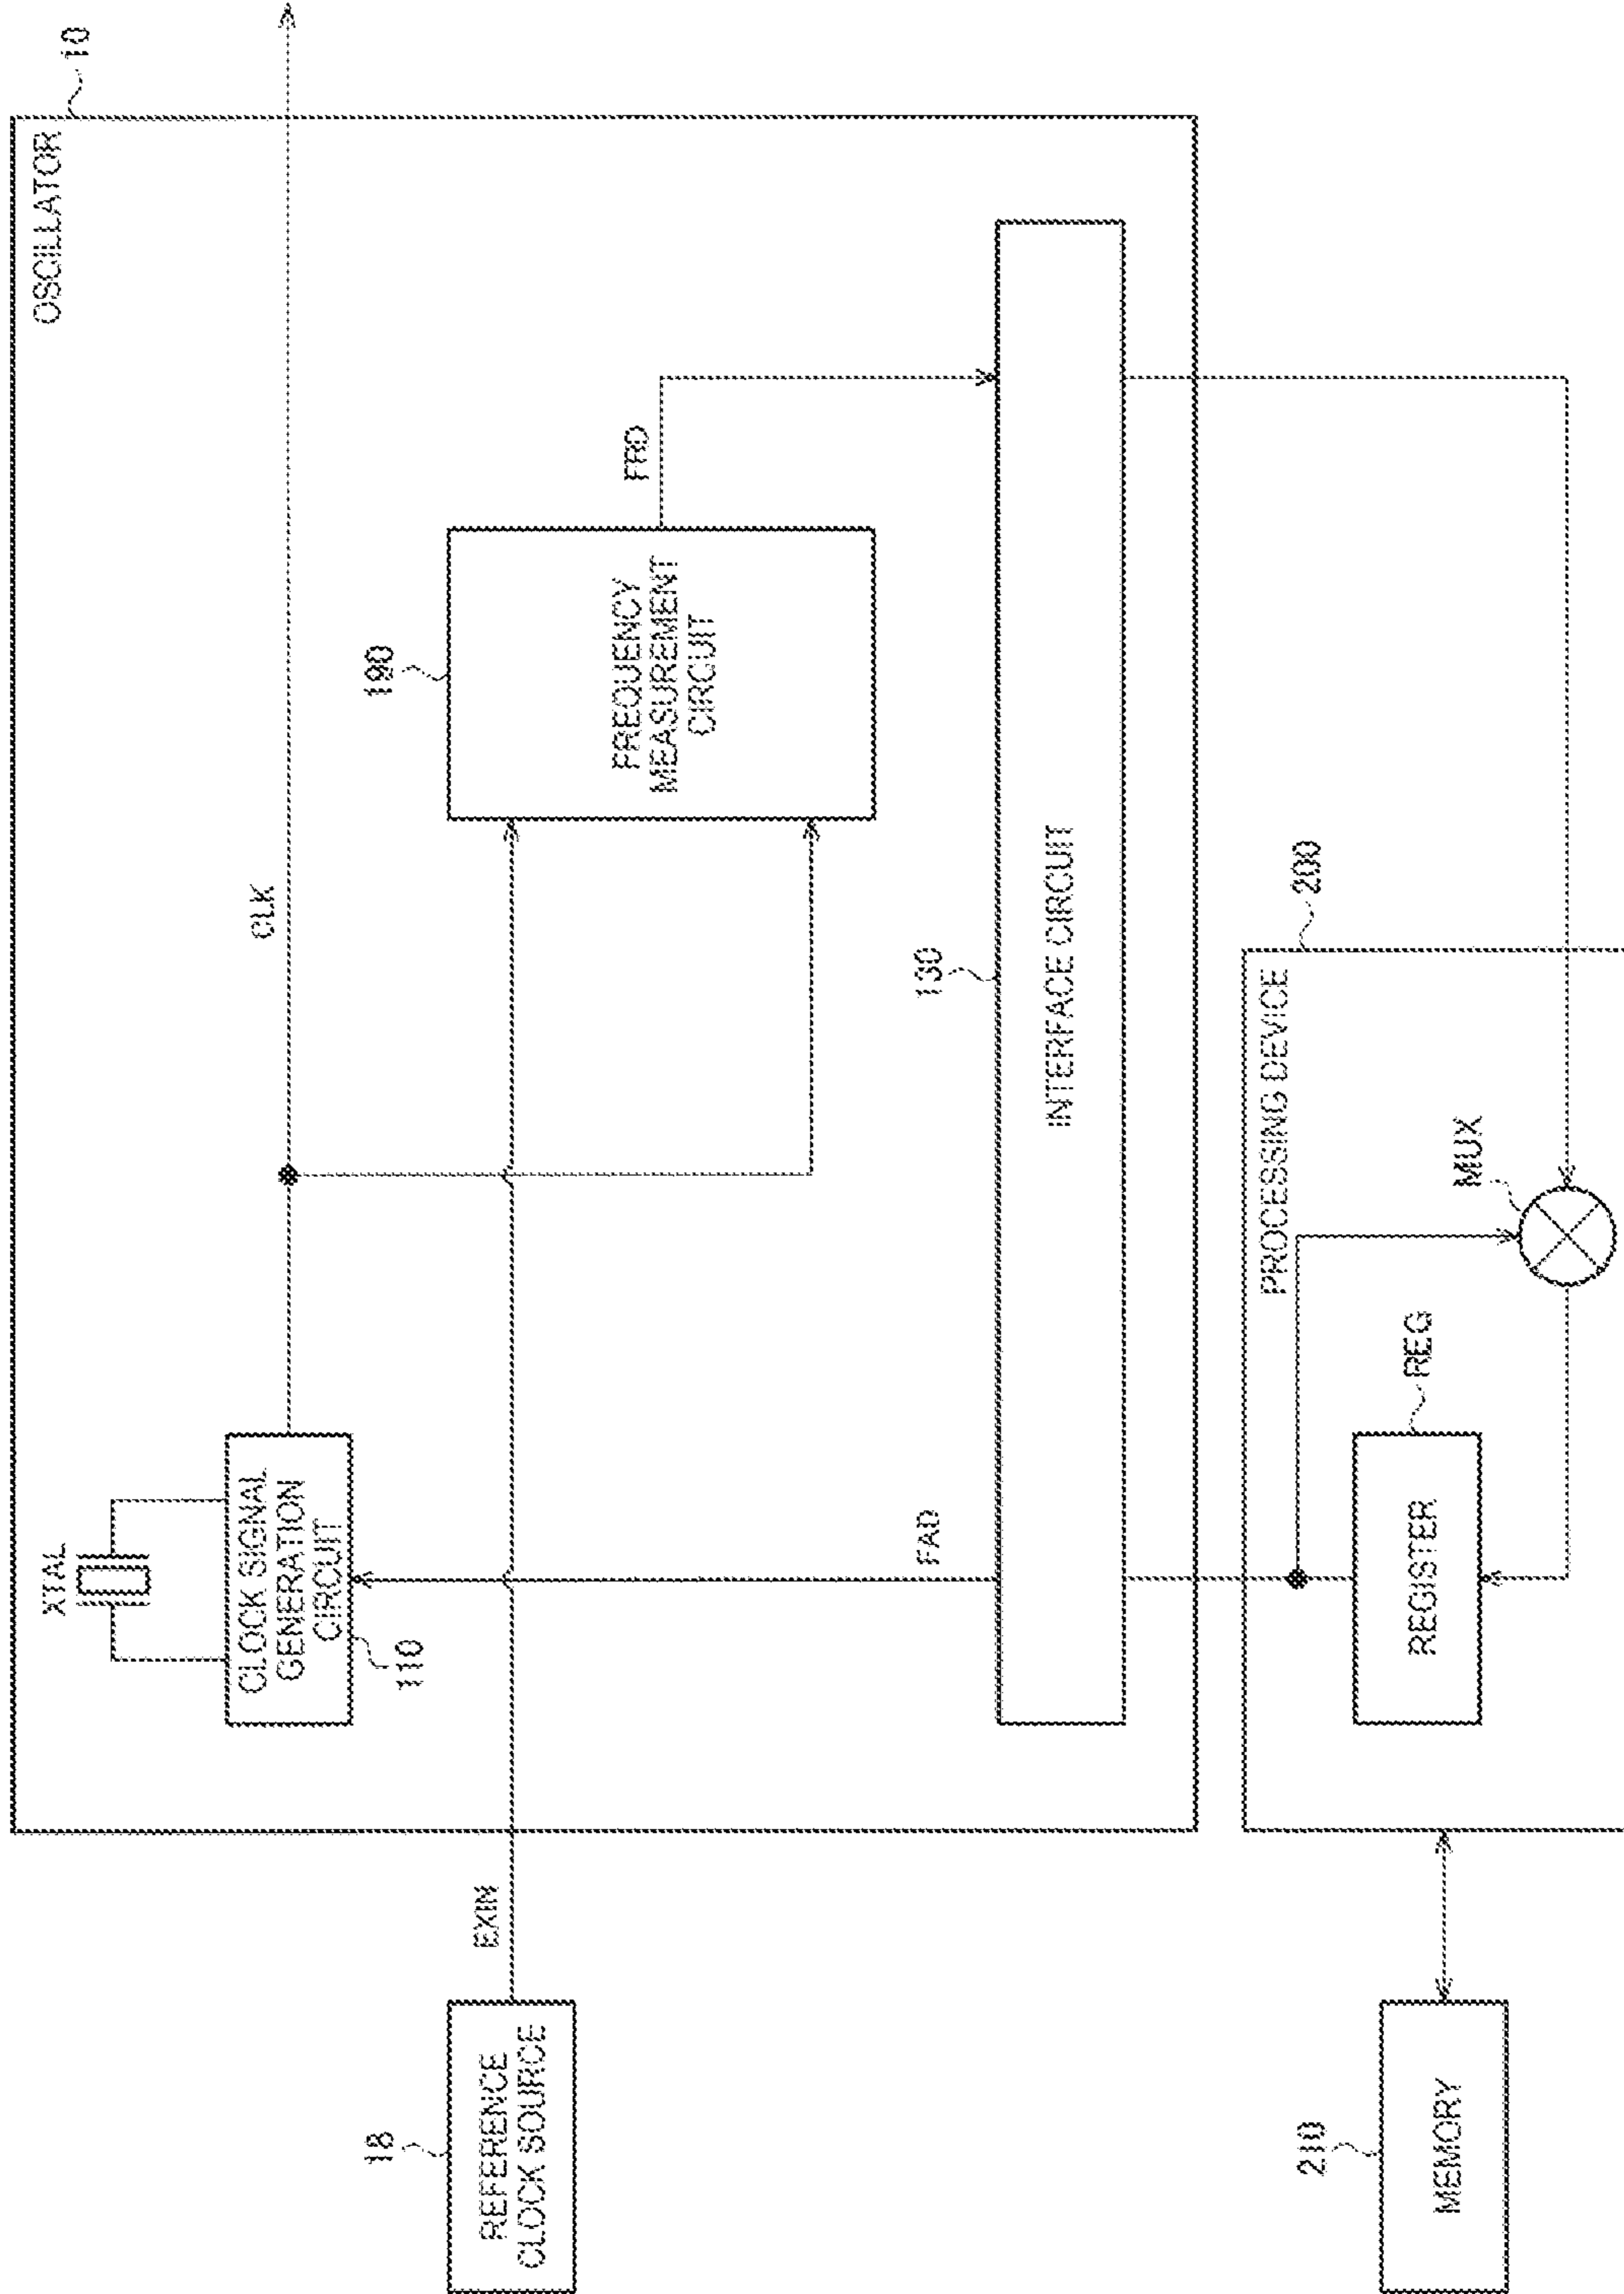 10
OSCILLATOR
XTAL
CLOCK SIGNAL
GENERATION
CIRCUIT
110
CLK
18
REFERENCE
CLOCK SOURCE
EXIN
190
FREQUENCY
MEASUREMENT
CIRCUIT
FRD
FAD
130
INTERFACE CIRCUIT
200
PROCESSING DEVICE
210
MEMORY
REGISTER
REG
MUX